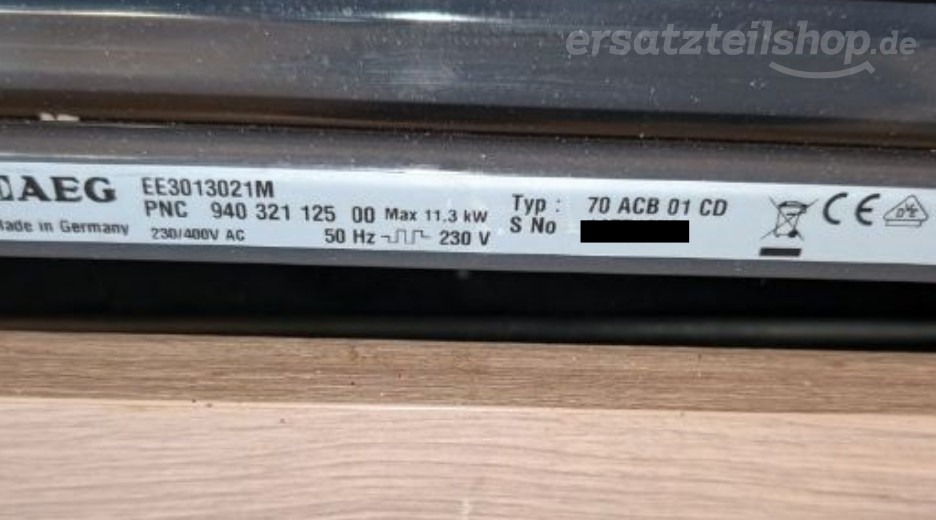 ersatzteilshop.de
AEG EE3013021M
PNC 940 321 125 00 Max 11.3 kW Typ : 70 ACB 01 CD
Made in Germany 230/400V AC 50 Hz 230 V S No
CE